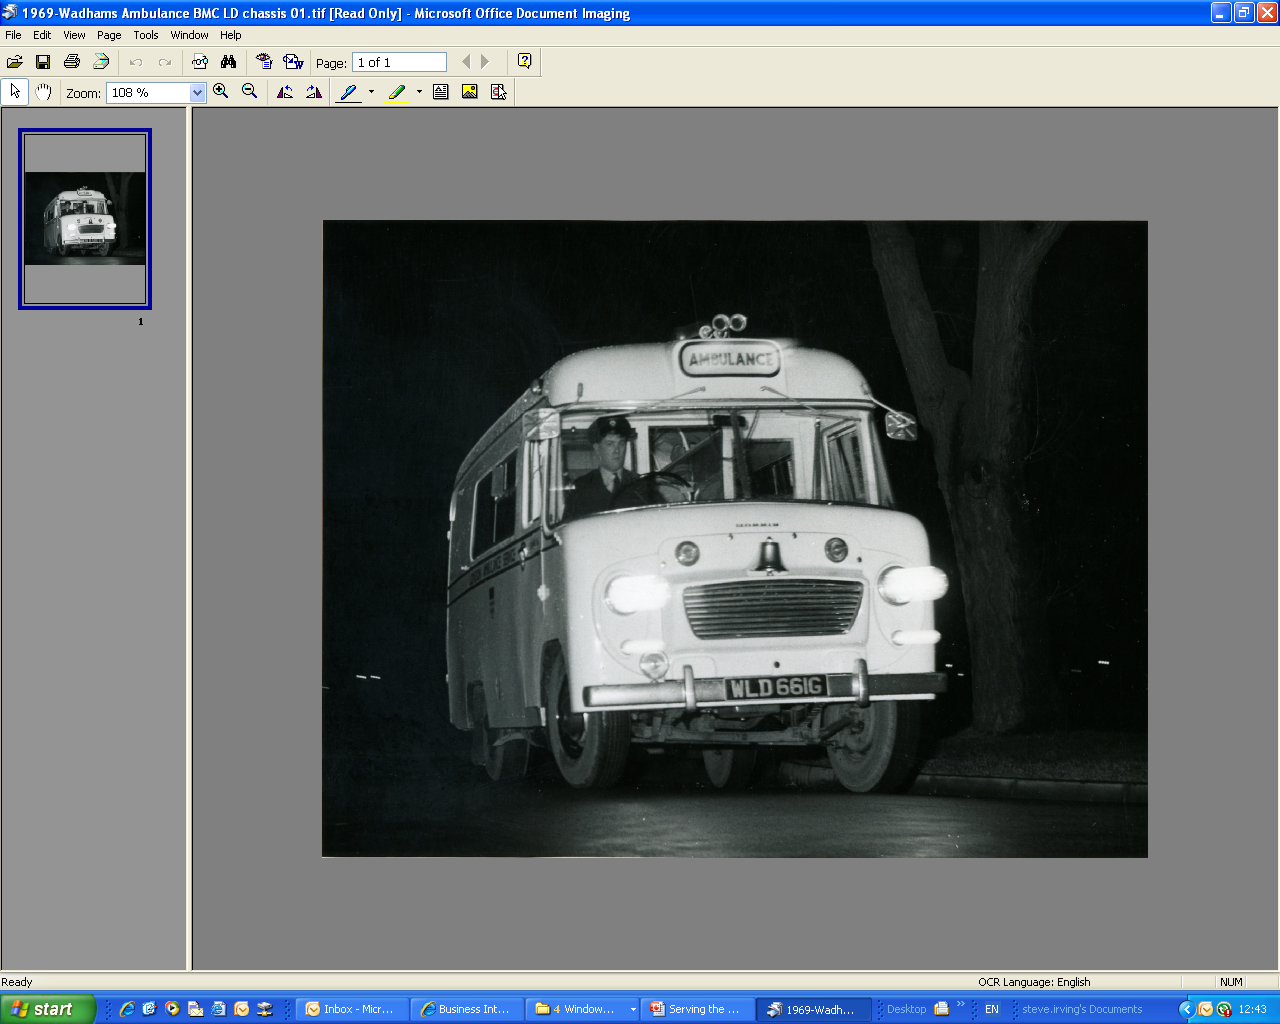 1969-Wadhams Ambulance BMC LD chassis 01.tif [Read Only] - Microsoft Office Document Imaging
File Edit View Page Tools Window Help
Page: 1 of 1
Zoom: 108 %
1
AMBULANCE
MORRIS
WLD 661G
Ready
OCR Language: English
NUM
start
Inbox - Micr...
Business Int...
4 Window...
Serving the ...
1969-Wadh...
Desktop
EN
steve.irving's Documents
12:43